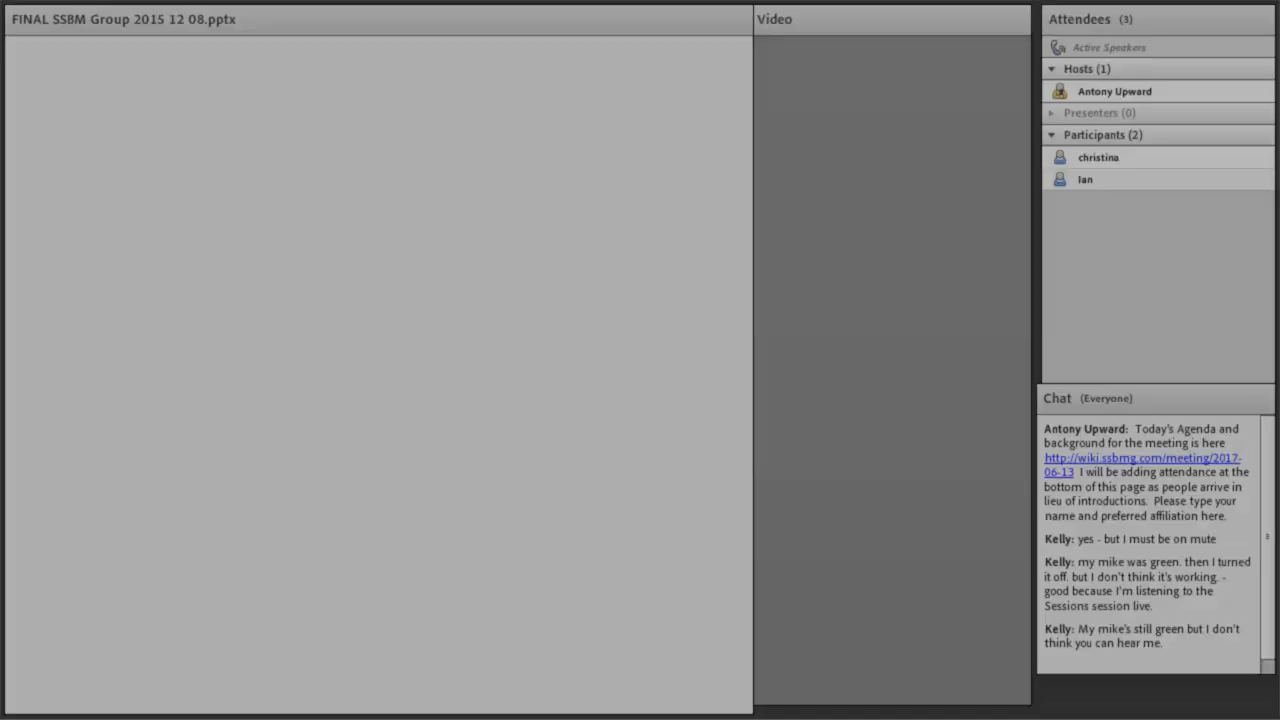 FINAL SSBM Group 2015 12 08.pptx
Video
Attendees (3)
Active Speakers
Hosts (1)
Antony Upward
Presenters (0)
Participants (2)
christina
ian
Chat (Everyone)
Antony Upward: Today's Agenda and
background for the meeting is here
http://wiki.ssbmg.com/meeting/2017-
06-13 I will be adding attendance at the
bottom of this page as people arrive in
lieu of introductions. Please type your
name and preferred affiliation here.
Kelly: yes - but I must be on mute
Kelly: my mike was green. then I turned
it off. but I don't think it's working. -
good because I'm listening to the
Sessions session live.
Kelly: My mike's still green but I don't
think you can hear me.